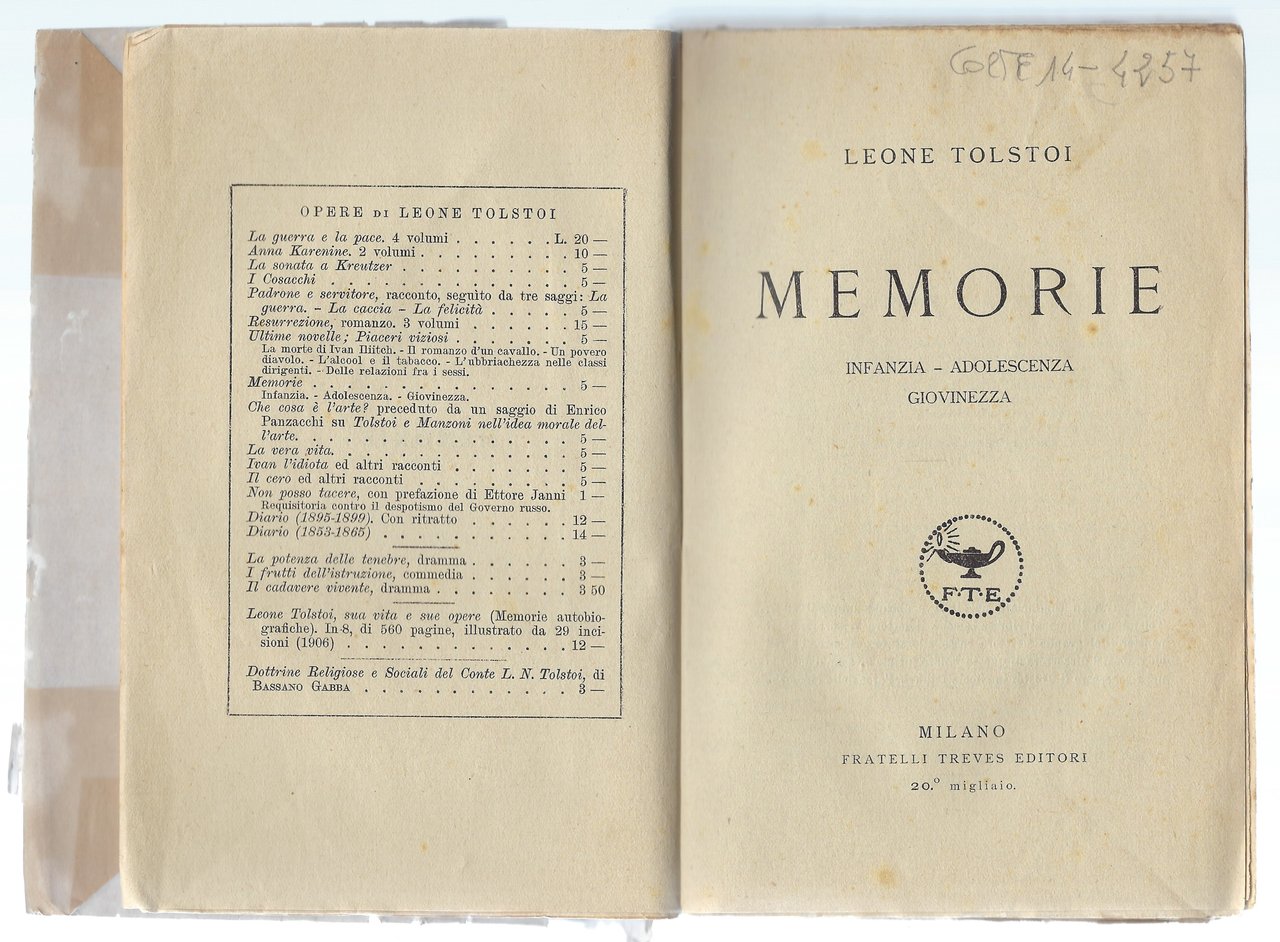 OPERE DI LEONE TOLSTOI
La guerra e la pace. 4 volumi . . . . . . L. 20 —
Anna Karenine. 2 volumi . . . . . . . . . 10 —
La sonata a Kreutzer . . . . . . . . . . 5 —
I Cosacchi . . . . . . . . . . . . . . 5 —
Padrone e servitore, racconto, seguìto da tre saggi: La
guerra. - La caccia - La felicità . . . . . . 5 —
Resurrezione, romanzo. 3 volumi . . . . . . 15 —
Ultime novelle; Piaceri viziosi . . . . . . . 5 —
La morte di Ivan Iliitch. - Il romanzo d'un cavallo. - Un povero
diavolo. - L'alcool e il tabacco. - L'ubbriachezza nelle classi
dirigenti. - Delle relazioni fra i sessi.
Memorie . . . . . . . . . . . . . . . 5 —
Infanzia. - Adolescenza. - Giovinezza.
Che cosa è l'arte? preceduto da un saggio di Enrico
Panzacchi su Tolstoi e Manzoni nell'idea morale del-
l'arte. . . . . . . . . . . . . . . . 5 —
La vera vita. . . . . . . . . . . . . . 5 —
Ivan l'idiota ed altri racconti . . . . . . . 5 —
Il cero ed altri racconti . . . . . . . . . 5 —
Non posso tacere, con prefazione di Ettore Janni 1 —
Requisitoria contro il despotismo del Governo russo.
Diario (1895-1899). Con ritratto . . . . . . 12 —
Diario (1853-1865) . . . . . . . . . . . 14 —
La potenza delle tenebre, dramma . . . . . . 3 —
I frutti dell'istruzione, commedia . . . . . . 3 —
Il cadavere vivente, dramma . . . . . . . . 3 50
Leone Tolstoi, sua vita e sue opere (Memorie autobio-
grafiche). In-8, di 560 pagine, illustrato da 29 inci-
sioni (1906) . . . . . . . . . . . . . 12 —
Dottrine Religiose e Sociali del Conte L. N. Tolstoi, di
BASSANO GABBA . . . . . . . . . . . . 3 —
14-4257
LEONE TOLSTOI
MEMORIE
INFANZIA - ADOLESCENZA
GIOVINEZZA
F·T·E
MILANO
FRATELLI TREVES EDITORI
20.º migliaio.